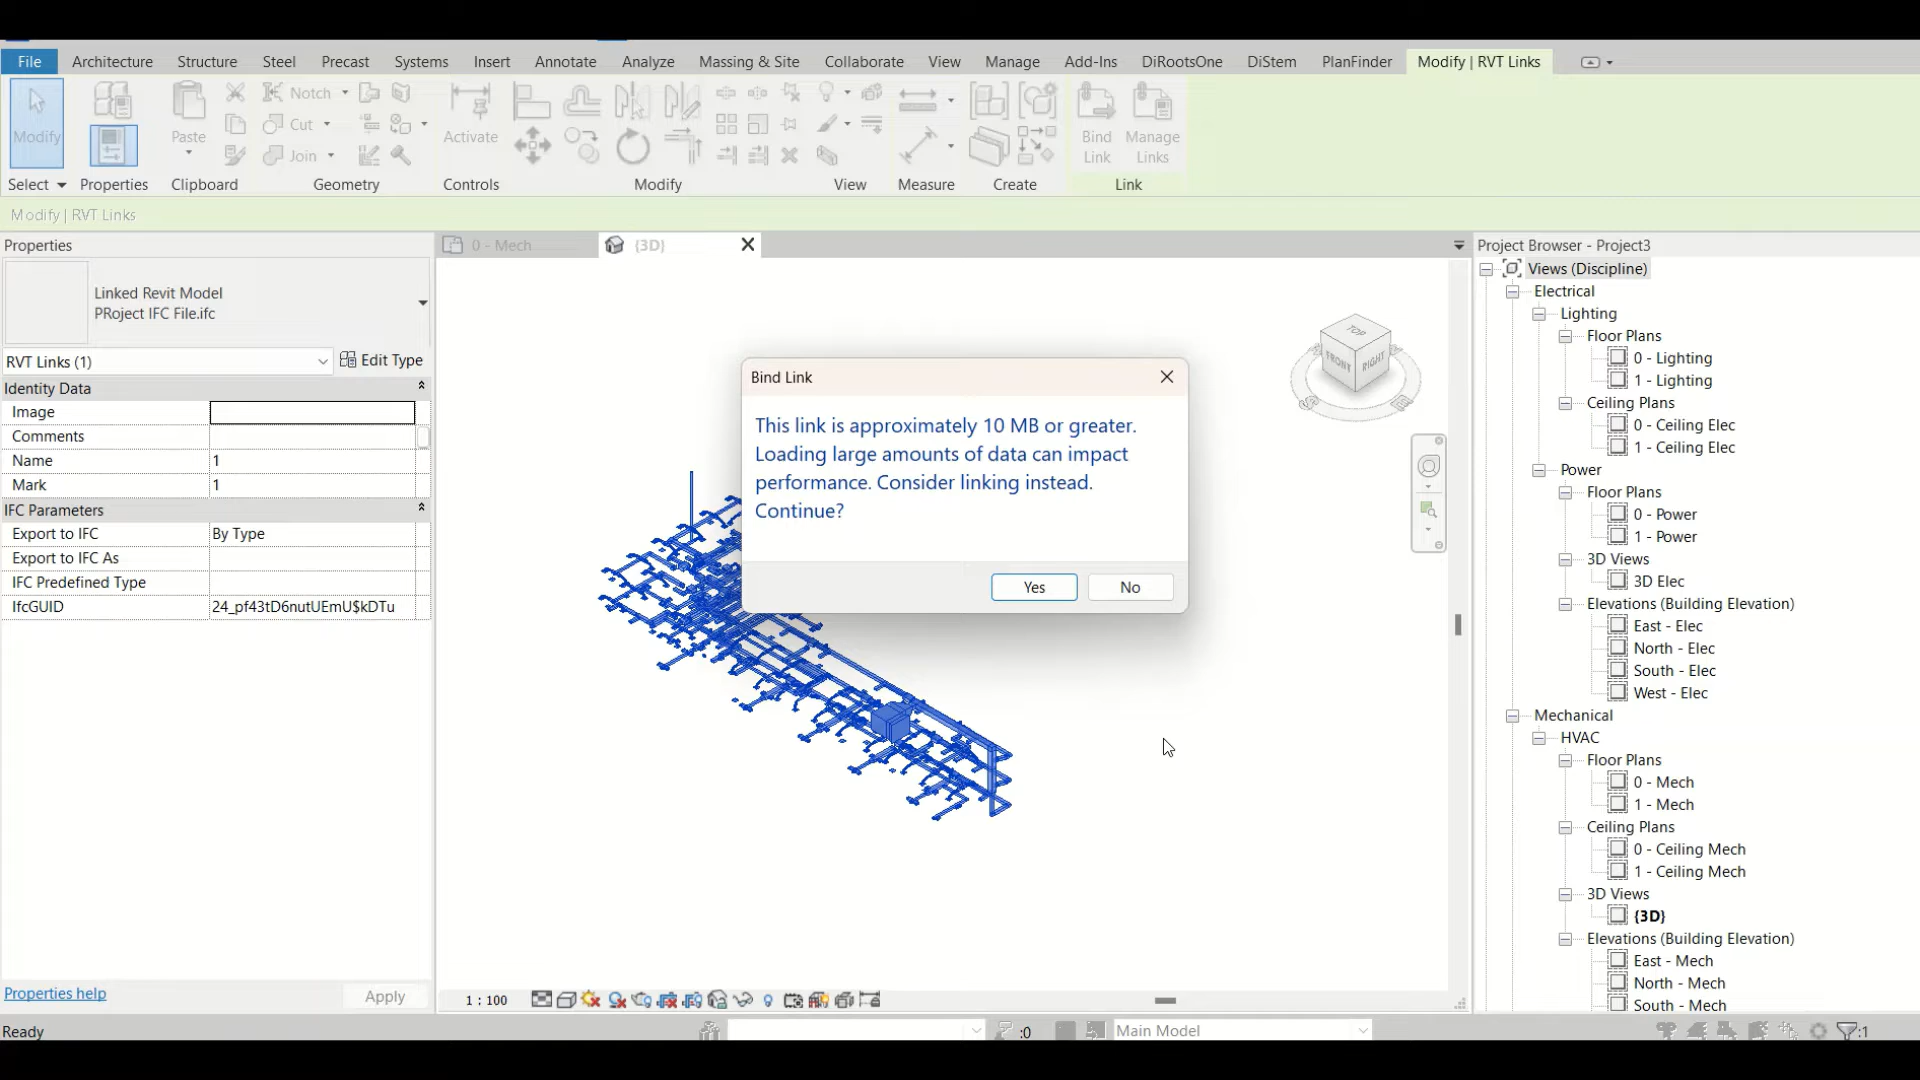 File Architecture Structure Steel Precast Systems Insert Annotate Analyze Massing & Site Collaborate View Manage Add-Ins DiRootsOne DiStem PlanFinder Modify | RVT Links
Modify
Paste
Notch
Cut
Join
Activate
Bind Link
Manage Links
Select Properties Clipboard Geometry Controls Modify View Measure Create Link
Modify | RVT Links
Properties
0 - Mech
{3D}
Project Browser - Project3
Linked Revit Model
PRoject IFC File.ifc
RVT Links (1)
Edit Type
Identity Data
Image
Comments
Name 1
Mark 1
IFC Parameters
Export to IFC By Type
Export to IFC As
IFC Predefined Type
IfcGUID 24_pf43tD6nutUEmU$kDTu
Properties help
Apply
TOP
FRONT
RIGHT
S
E
Bind Link
This link is approximately 10 MB or greater.
Loading large amounts of data can impact
performance. Consider linking instead.
Continue?
Yes
No
Views (Discipline)
Electrical
Lighting
Floor Plans
0 - Lighting
1 - Lighting
Ceiling Plans
0 - Ceiling Elec
1 - Ceiling Elec
Power
Floor Plans
0 - Power
1 - Power
3D Views
3D Elec
Elevations (Building Elevation)
East - Elec
North - Elec
South - Elec
West - Elec
Mechanical
HVAC
Floor Plans
0 - Mech
1 - Mech
Ceiling Plans
0 - Ceiling Mech
1 - Ceiling Mech
3D Views
{3D}
Elevations (Building Elevation)
East - Mech
North - Mech
South - Mech
1 : 100
Ready
:0
Main Model
:1